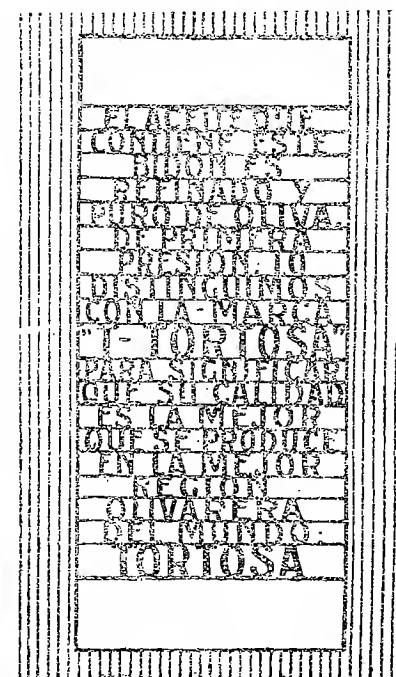 EL ACEITE QUE
CONTIENE ESTE
BIDON ES
REFINADO Y
PURO DE OLIVA
DE PRIMERA
PRESION. LO
DISTINGUIMOS
CON LA MARCA
"I-TORTOSA"
PARA SIGNIFICAR
QUE SU CALIDAD
ES LA MEJOR
QUE SE PRODUCE
EN LA MEJOR
REGION
OLIVARERA
DEL MUNDO:
TORTOSA